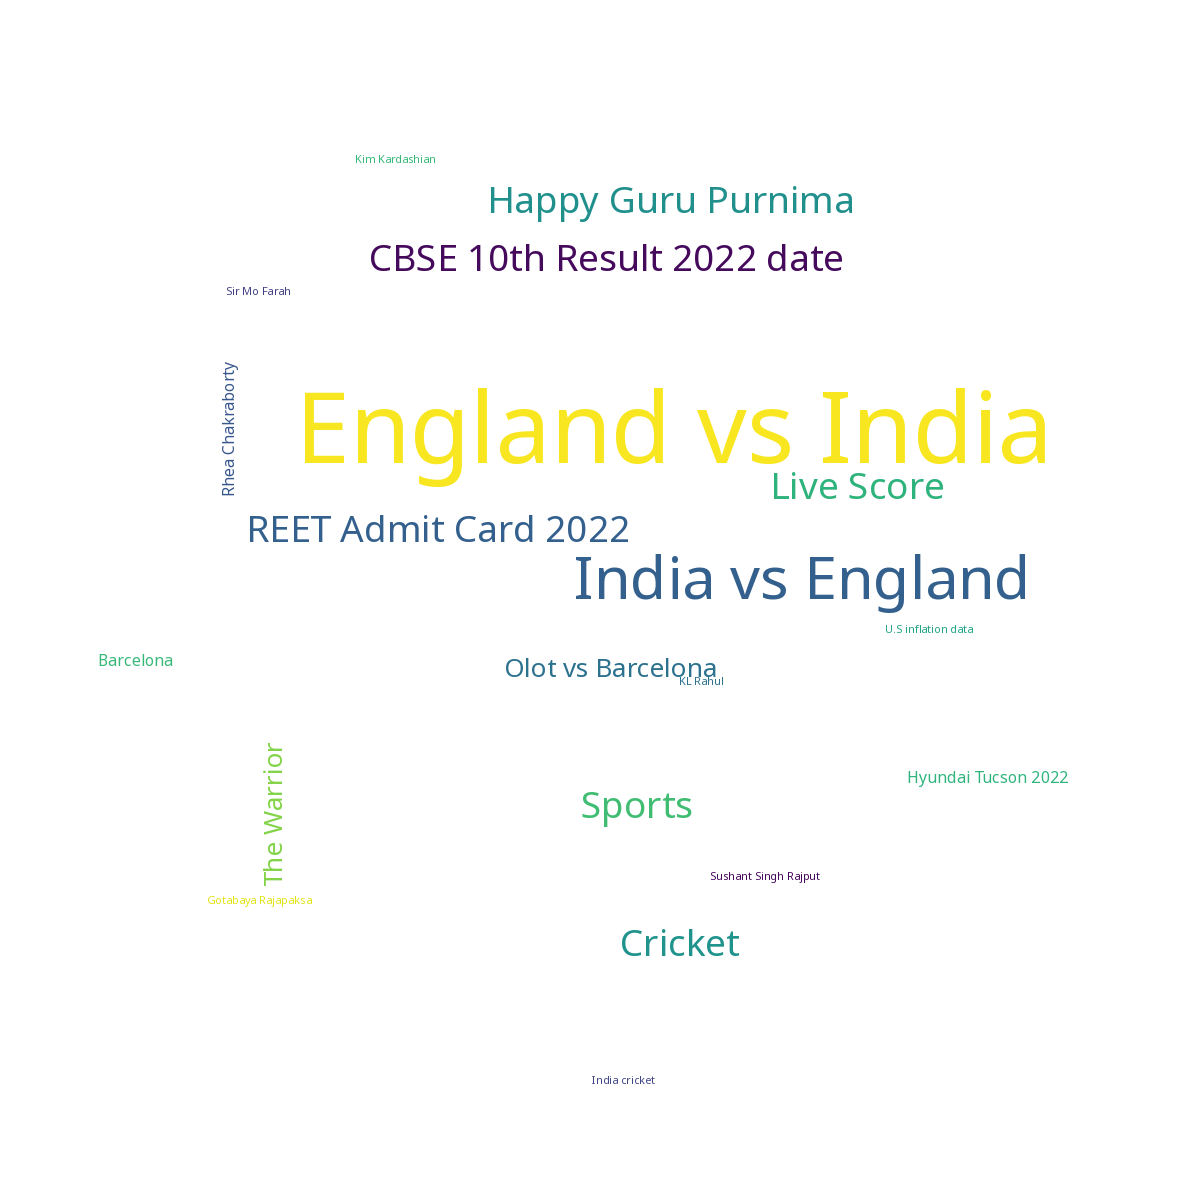 Kim Kardashian
Happy Guru Purnima
CBSE 10th Result 2022 date
Sir Mo Farah
Rhea Chakraborty
England vs India
Live Score
REET Admit Card 2022
India vs England
U.S inflation data
Barcelona
Olot vs Barcelona
KL Rahul
The Warrior
Hyundai Tucson 2022
Sports
Sushant Singh Rajput
Gotabaya Rajapaksa
Cricket
India cricket